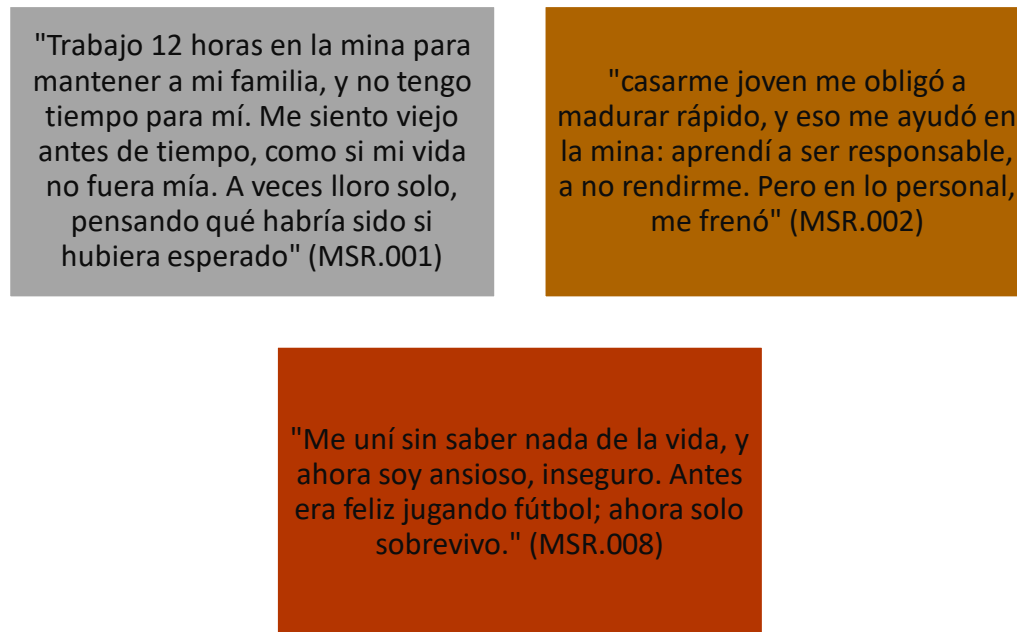 "Trabajo 12 horas en la mina para
mantener a mi familia, y no tengo
tiempo para mí. Me siento viejo
antes de tiempo, como si mi vida
no fuera mía. A veces lloro solo,
pensando qué habría sido si
hubiera esperado" (MSR.001)
"casarme joven me obligó a
madurar rápido, y eso me ayudó en
la mina: aprendí a ser responsable,
a no rendirme. Pero en lo personal,
me frenó" (MSR.002)
"Me uní sin saber nada de la vida, y
ahora soy ansioso, inseguro. Antes
era feliz jugando fútbol; ahora solo
sobrevivo." (MSR.008)